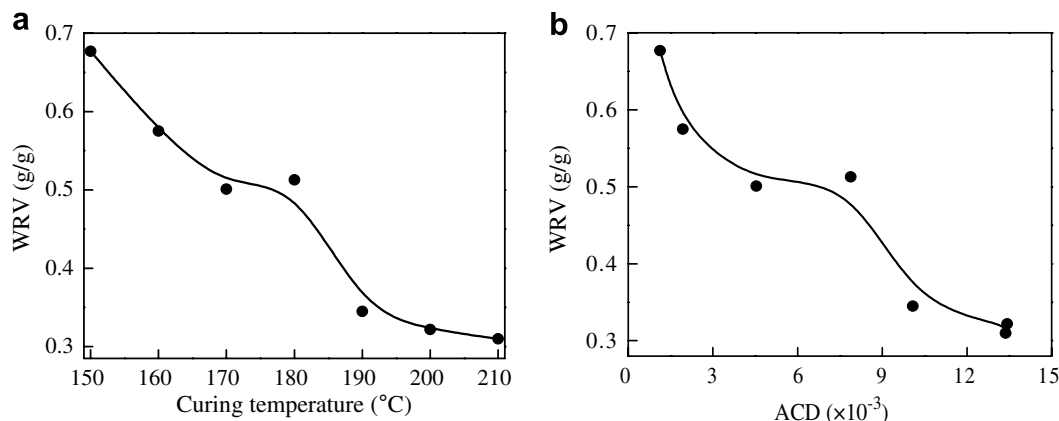 a
0.7
0.6
0.5
0.4
0.3
WRV (g/g)
150 160 170 180 190 200 210
Curing temperature (°C)
b
0.7
0.6
0.5
0.4
0.3
WRV (g/g)
0 3 6 9 12 15
ACD (×10⁻³)